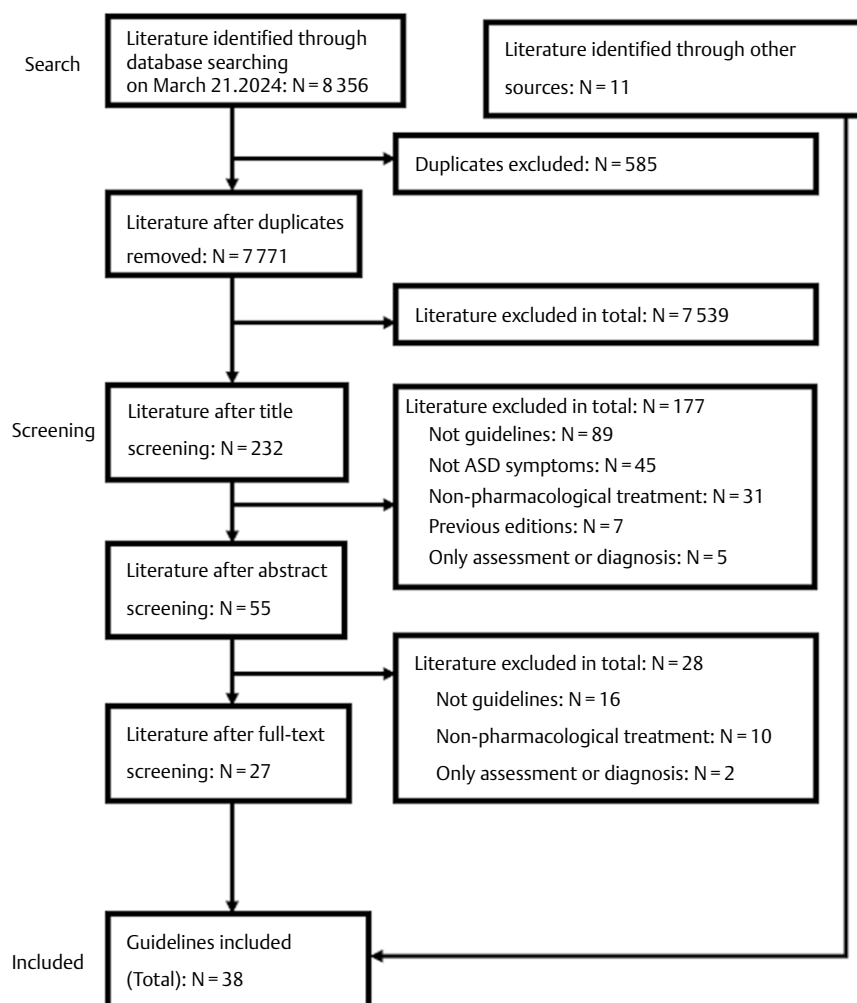 Search
Literature identified through
database searching
on March 21.2024: N = 8 356
Literature identified through other
sources: N = 11
Duplicates excluded: N = 585
Literature after duplicates
removed: N = 7 771
Literature excluded in total: N = 7 539
Screening
Literature after title
screening: N = 232
Literature excluded in total: N = 177
Not guidelines: N = 89
Not ASD symptoms: N = 45
Non-pharmacological treatment: N = 31
Previous editions: N = 7
Only assessment or diagnosis: N = 5
Literature after abstract
screening: N = 55
Literature excluded in total: N = 28
Not guidelines: N = 16
Non-pharmacological treatment: N = 10
Only assessment or diagnosis: N = 2
Literature after full-text
screening: N = 27
Included
Guidelines included
(Total): N = 38